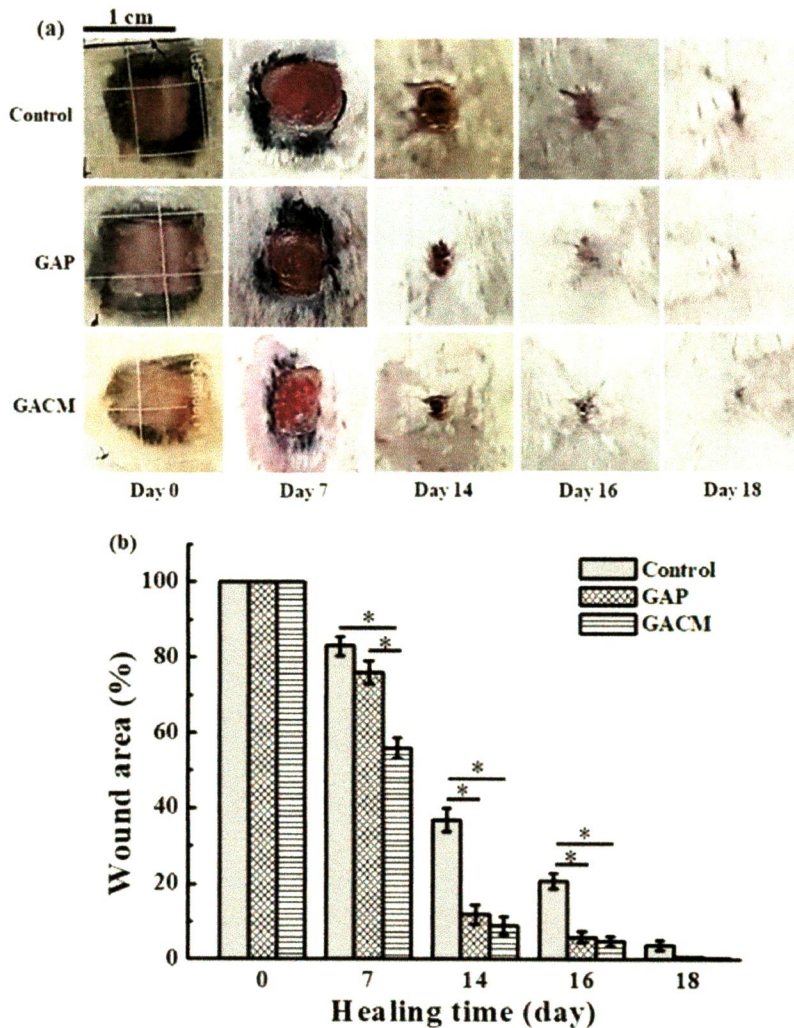 1 cm
(a)
Control
GAP
GACM
Day 0 Day 7 Day 14 Day 16 Day 18
(b)
Control
GAP
GACM
100
80
60
40
20
0
Wound area (%)
* *
* *
* *
0 7 14 16 18
Healing time (day)